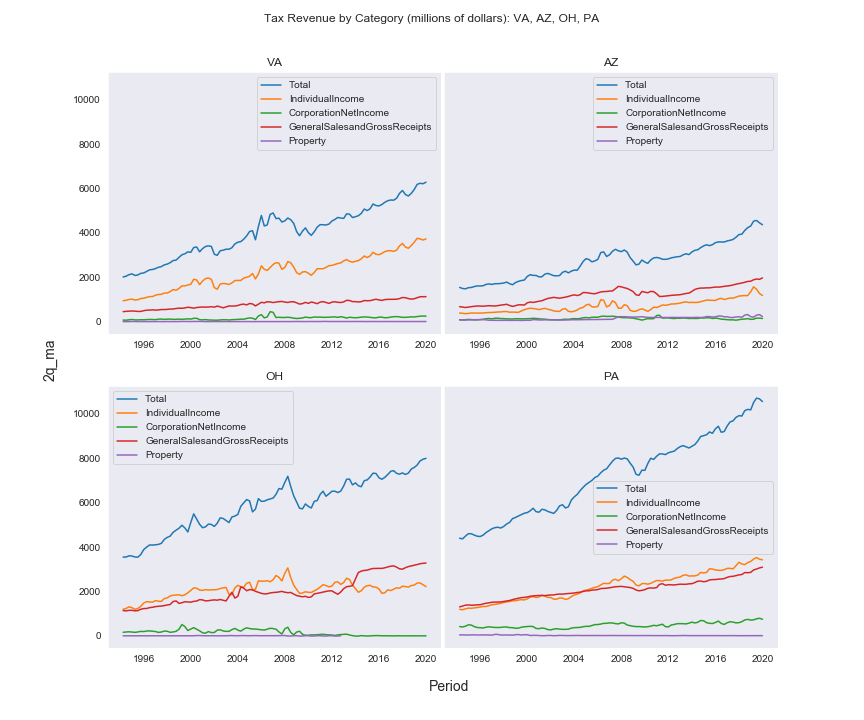 Tax Revenue by Category (millions of dollars): VA, AZ, OH, PA
VA
AZ
Total
IndividualIncome
CorporationNetIncome
GeneralSalesandGrossReceipts
Property
Total
IndividualIncome
CorporationNetIncome
GeneralSalesandGrossReceipts
Property
10000
8000
6000
4000
2000
0
1996 2000 2004 2008 2012 2016 2020
1996 2000 2004 2008 2012 2016 2020
2q_ma
OH
PA
Total
IndividualIncome
CorporationNetIncome
GeneralSalesandGrossReceipts
Property
Total
IndividualIncome
CorporationNetIncome
GeneralSalesandGrossReceipts
Property
10000
8000
6000
4000
2000
0
1996 2000 2004 2008 2012 2016 2020
1996 2000 2004 2008 2012 2016 2020
Period